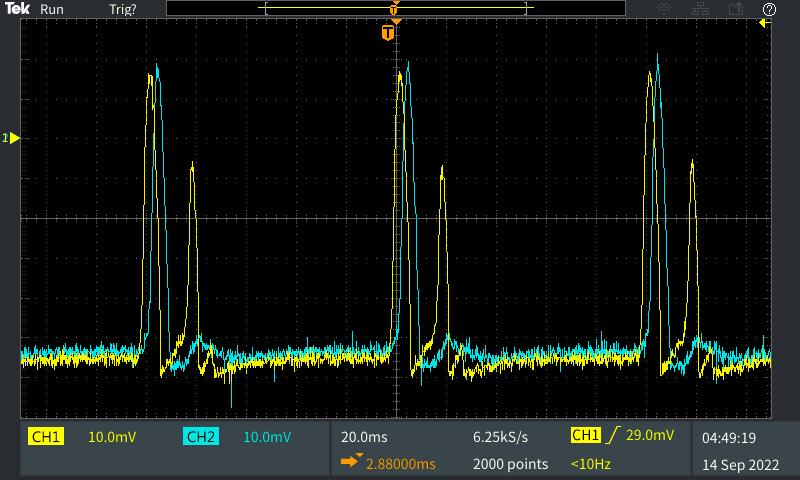 Tek Run Trig?
T
T
1
CH1 10.0mV CH2 10.0mV 20.0ms 6.25kS/s CH1 29.0mV 04:49:19
2.88000ms 2000 points <10Hz 14 Sep 2022